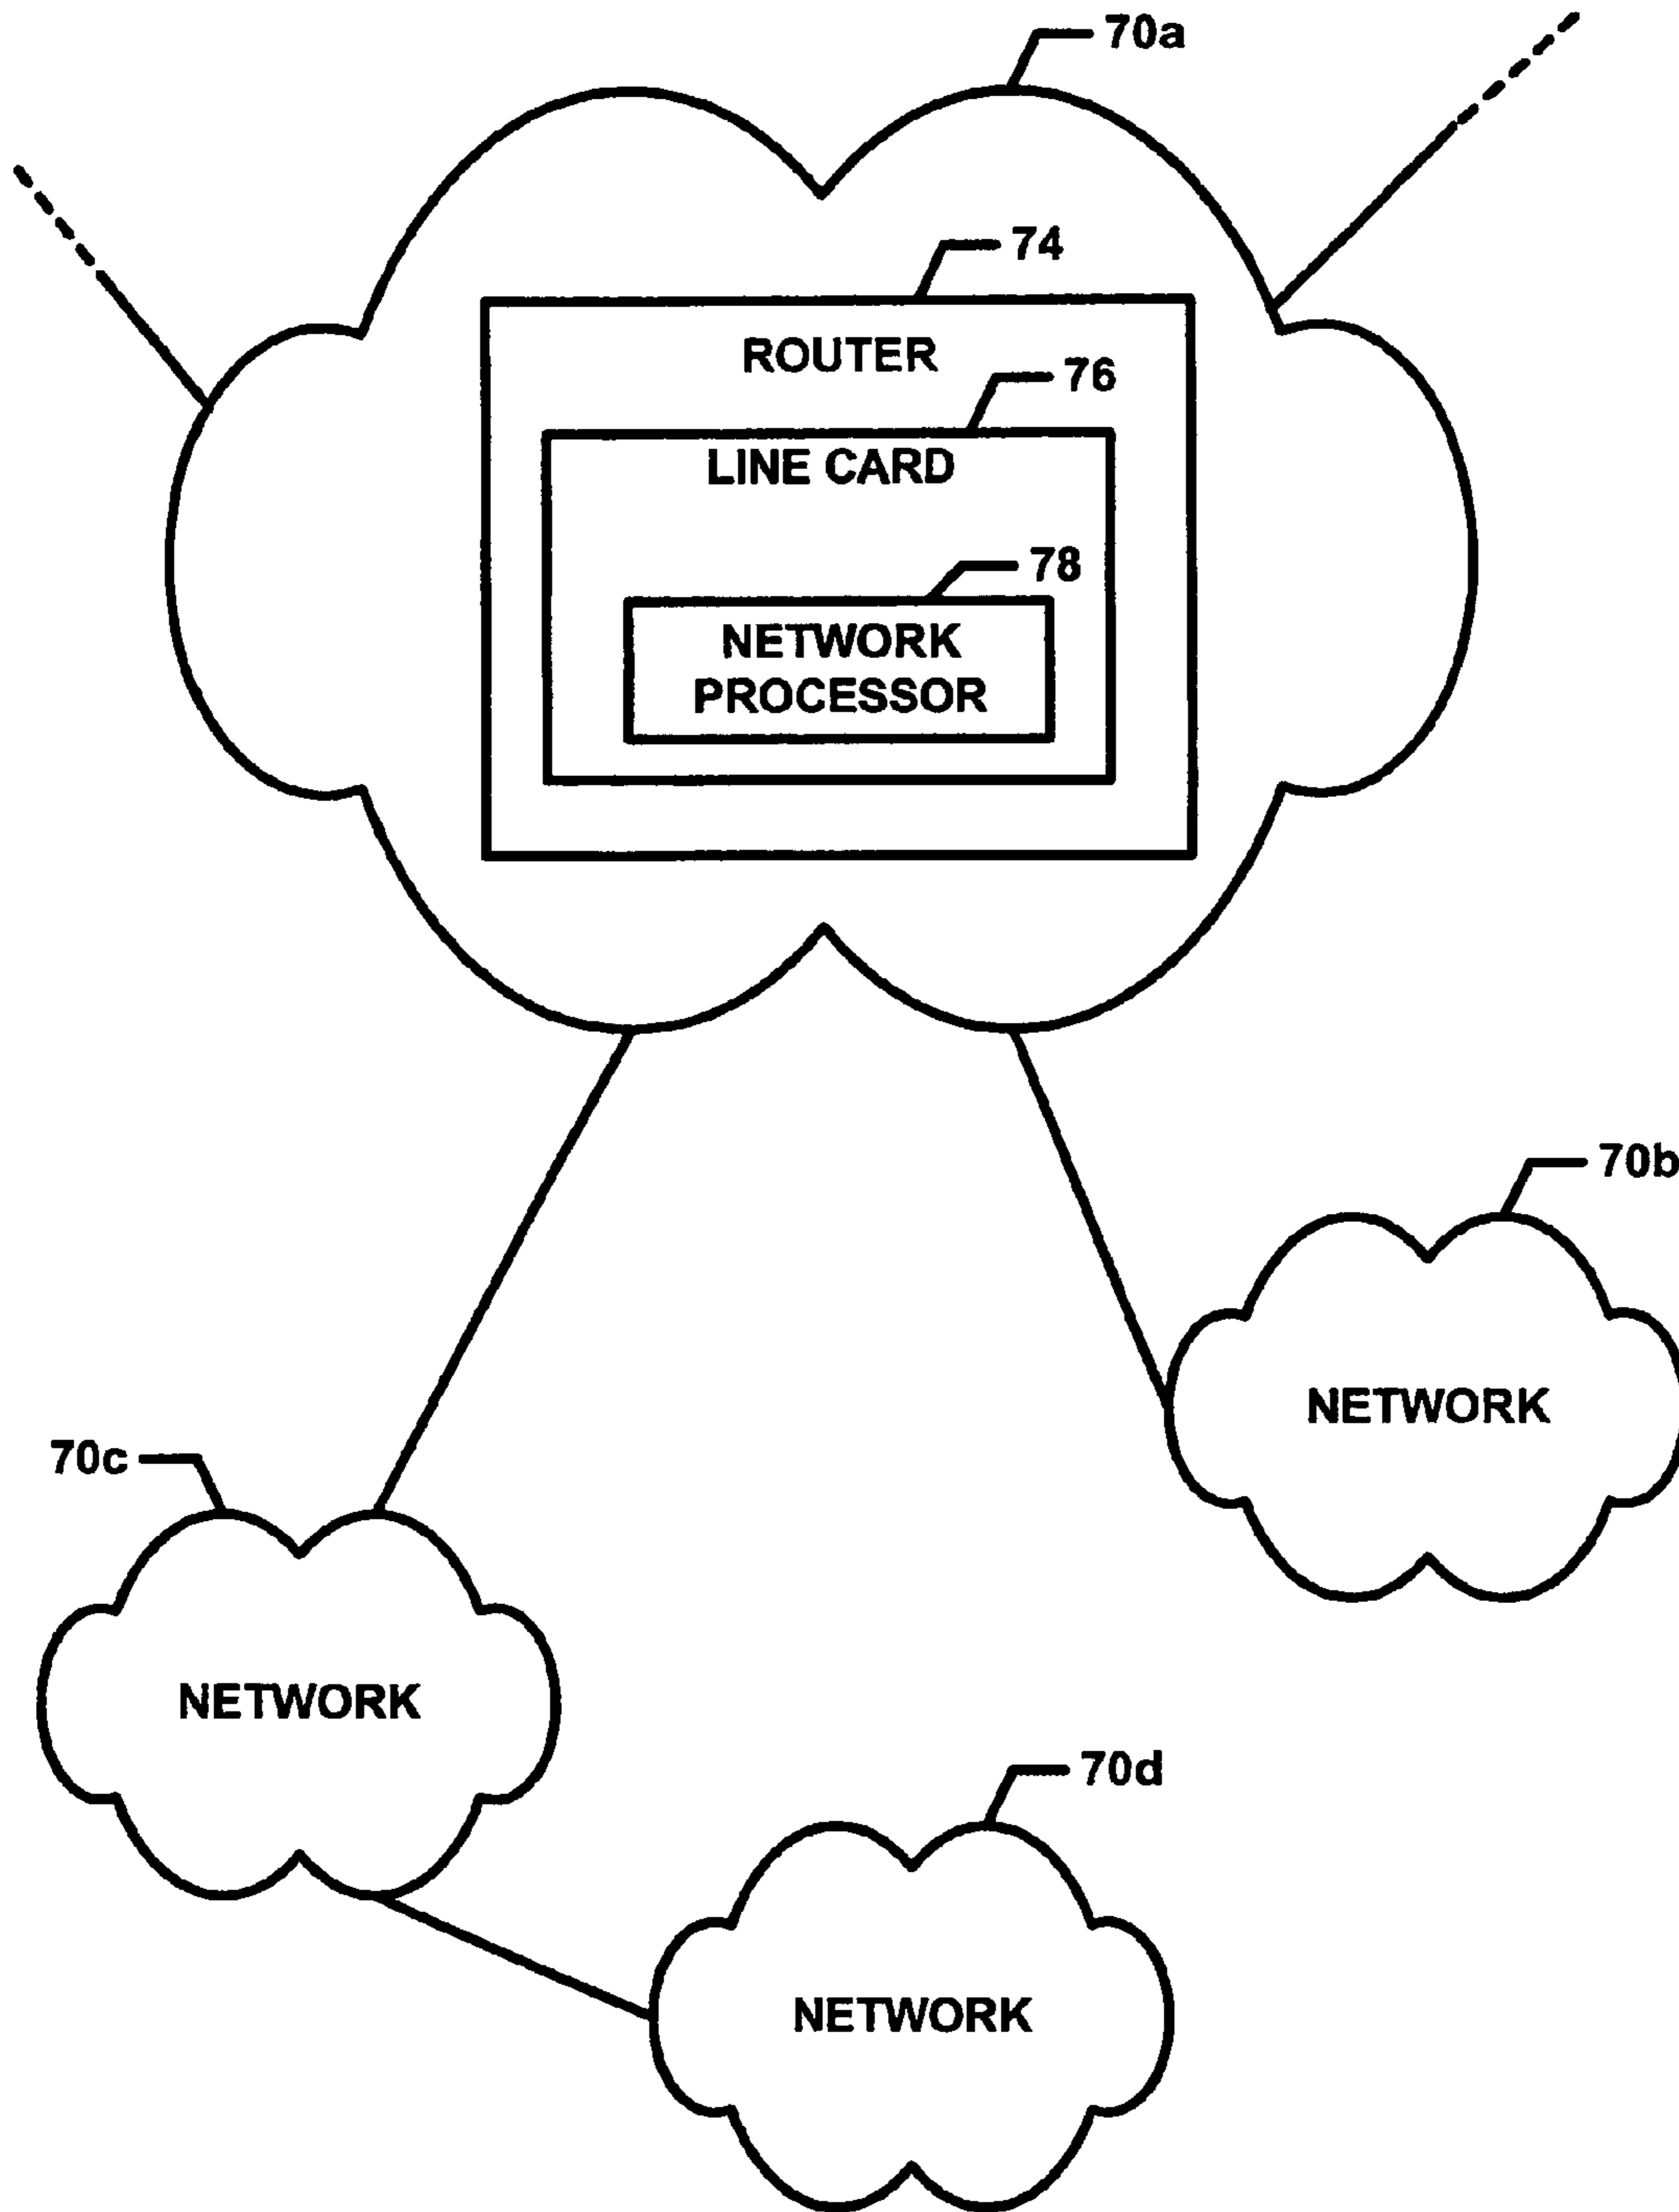 70a
74
ROUTER
76
LINE CARD
78
NETWORK
PROCESSOR
70b
NETWORK
70c
NETWORK
70d
NETWORK